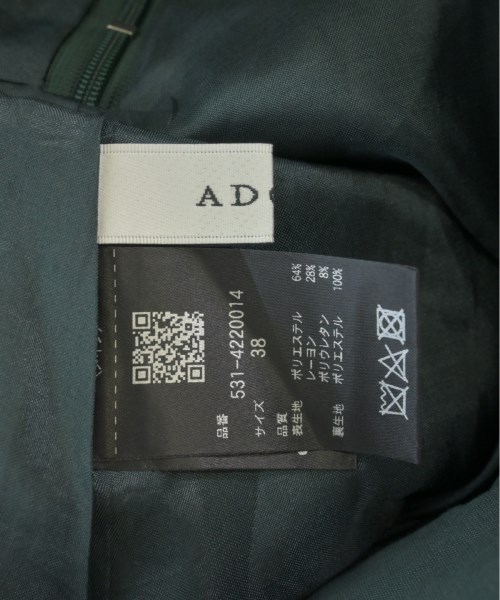 AD
品番 531-4220014
サイズ 38
品質
表生地 ポリエステル 64%
レーヨン 28%
ポリウレタン 8%
裏生地 ポリエステル 100%